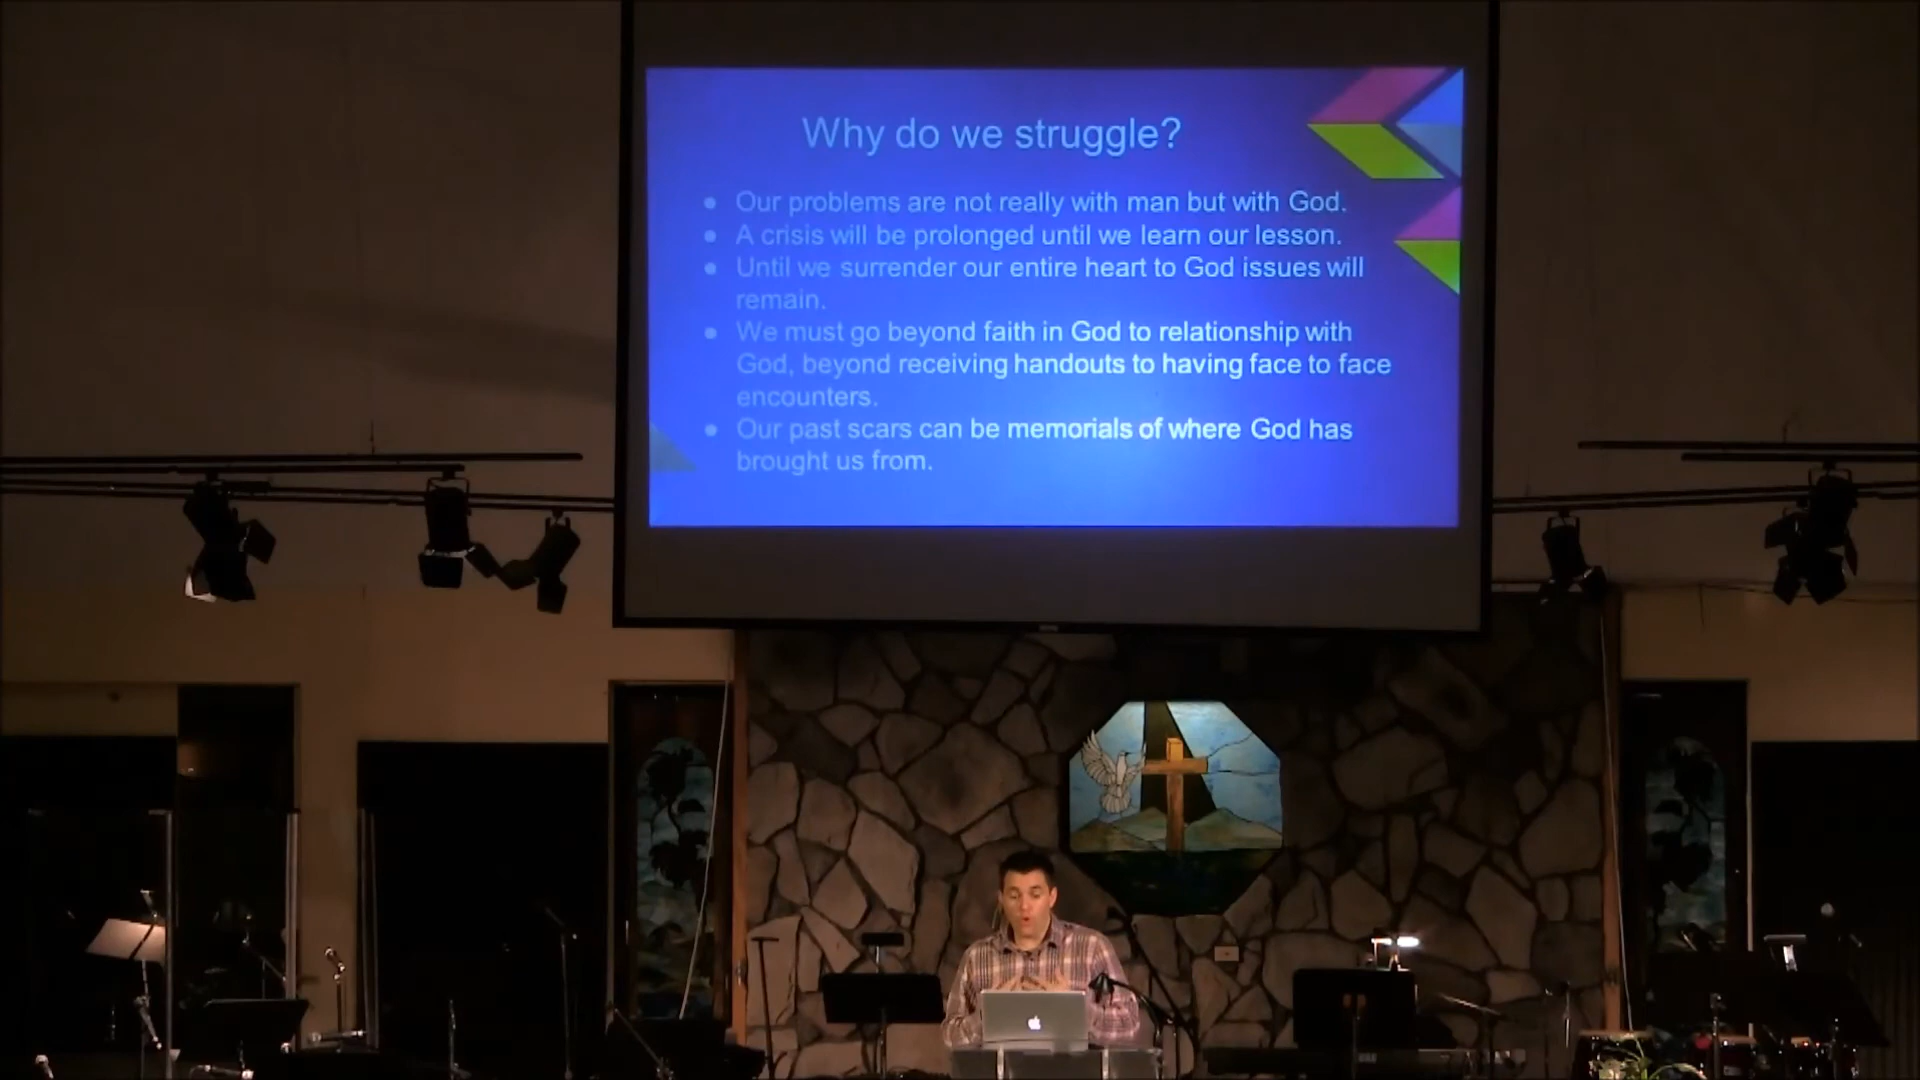 Why do we struggle?
● Our problems are not really with man but with God.
● A crisis will be prolonged until we learn our lesson.
● Until we surrender our entire heart to God issues will
remain.
● We must go beyond faith in God to relationship with
God, beyond receiving handouts to having face to face
encounters.
● Our past scars can be memorials of where God has
brought us from.